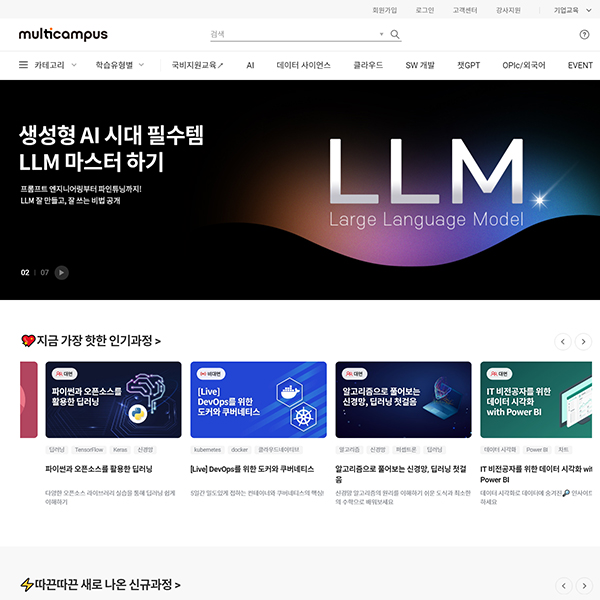 회원가입 로그인 고객센터 강사지원 기업교육
multicampus
검색
카테고리 학습유형별 국비지원교육↗ AI 데이터 사이언스 클라우드 SW 개발 챗GPT OPIc/외국어 EVENT
생성형 AI 시대 필수템
LLM 마스터 하기
프롬프트 엔지니어링부터 파인튜닝까지!
LLM 잘 만들고, 잘 쓰는 비법 공개
LLM
Large Language Model
02 | 07
지금 가장 핫한 인기과정 >
대면
파이썬과 오픈소스를
활용한 딥러닝
딥러닝 TensorFlow Keras 신경망
파이썬과 오픈소스를 활용한 딥러닝
다양한 오픈소스 라이브러리 실습을 통해 딥러닝 쉽게
이해하기
비대면
[Live]
DevOps를 위한
도커와 쿠버네티스
kubernetes docker 클라우드네이티브
[Live] DevOps를 위한 도커와 쿠버네티스
5일간 밀도있게 접하는 컨테이너와 쿠버네티스의 핵심!
대면
알고리즘으로 풀어보는
신경망, 딥러닝 첫걸음
알고리즘 신경망 퍼셉트론 딥러닝
알고리즘으로 풀어보는 신경망, 딥러닝 첫걸
음
신경망 알고리즘의 원리를 이해하기 쉬운 도식과 최소한
의 수학으로 배워보세요
대면
IT 비전공자를 위한
데이터 시각화
with Power BI
데이터 시각화 Power BI 차트
IT 비전공자를 위한 데이터 시각화 wit
Power BI
데이터 시각화로 데이터에 숨겨진🔎 인사이드
하세요
따끈따끈 새로 나온 신규과정 >